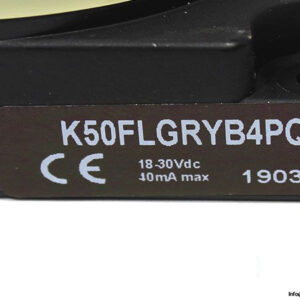 K50FLGRYB4PQ
CE 18-30Vdc
40mA max 1903